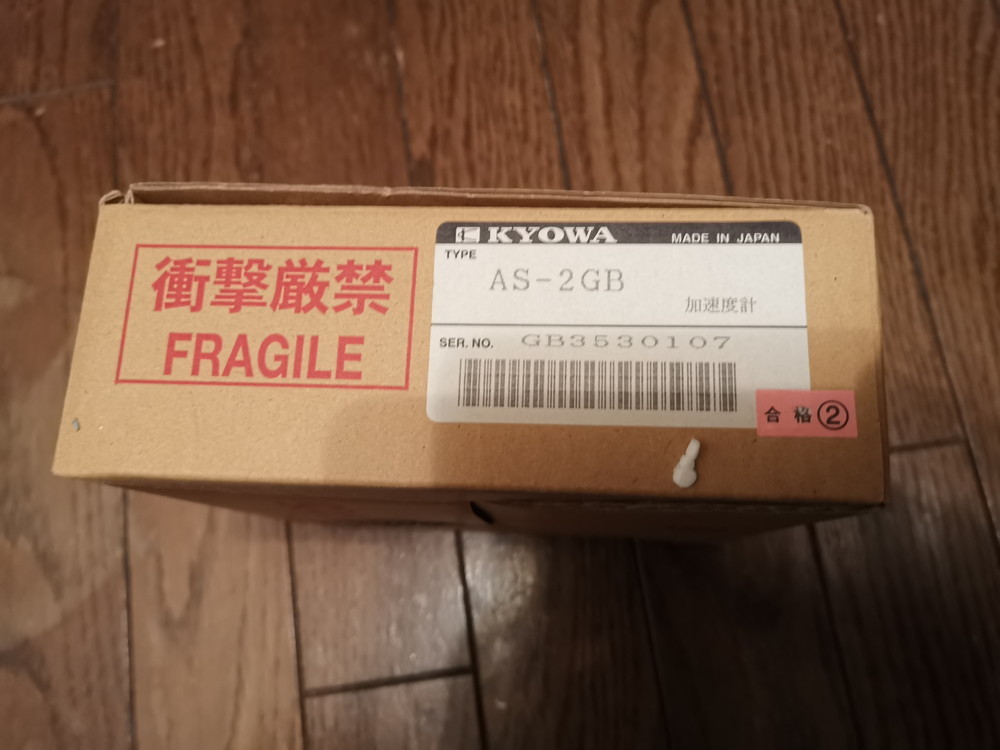 衝撃厳禁
FRAGILE
KYOWA MADE IN JAPAN
TYPE
AS-2GB
加速度計
SER. NO. GB3530107
合格②